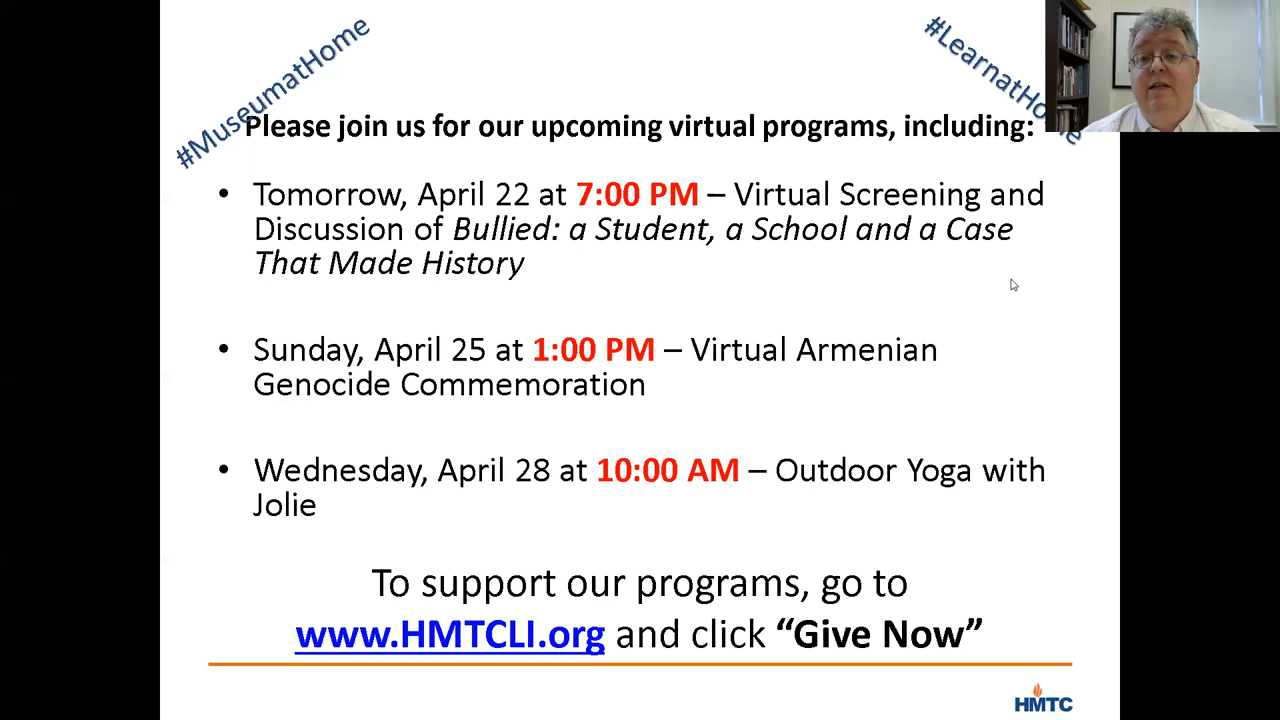 #MuseumatHome
#LearnatHome
Please join us for our upcoming virtual programs, including:
• Tomorrow, April 22 at 7:00 PM – Virtual Screening and
Discussion of Bullied: a Student, a School and a Case
That Made History
• Sunday, April 25 at 1:00 PM – Virtual Armenian
Genocide Commemoration
• Wednesday, April 28 at 10:00 AM – Outdoor Yoga with
Jolie
To support our programs, go to
www.HMTCLI.org and click “Give Now”
HMTC